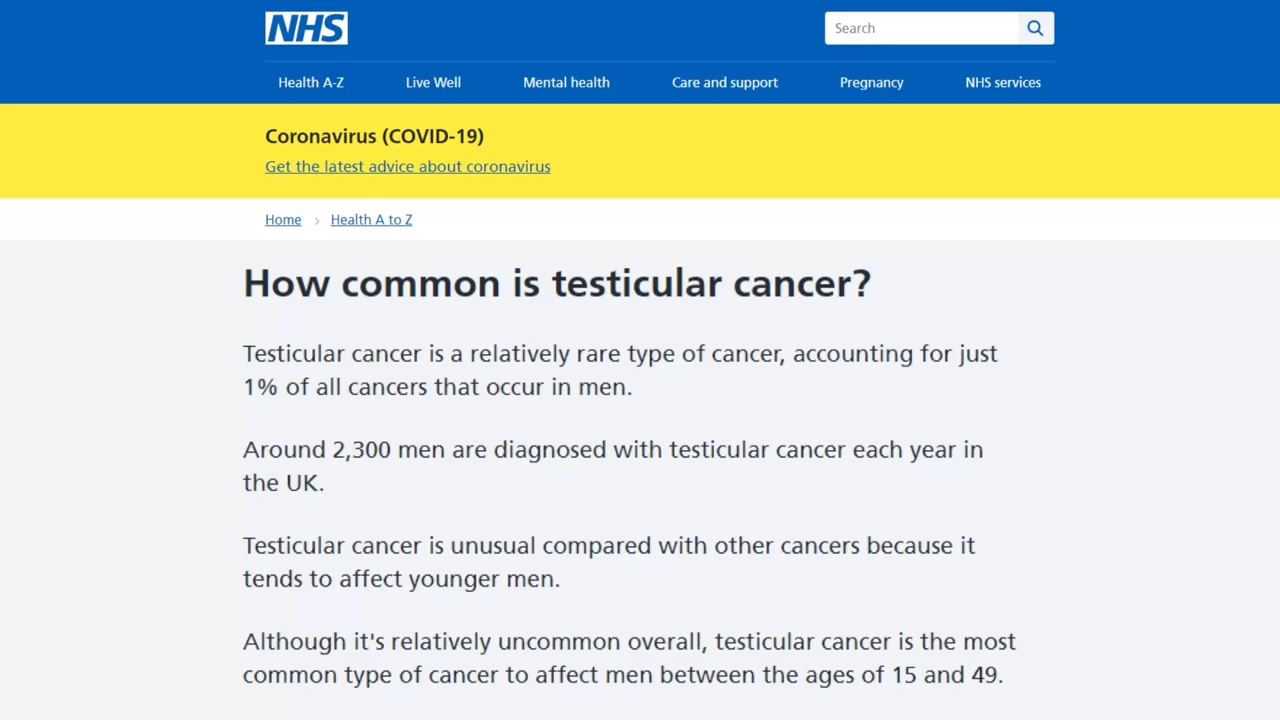 NHS
Search
Health A-Z Live Well Mental health Care and support Pregnancy NHS services
Coronavirus (COVID-19)
Get the latest advice about coronavirus
Home > Health A to Z
How common is testicular cancer?
Testicular cancer is a relatively rare type of cancer, accounting for just
1% of all cancers that occur in men.
Around 2,300 men are diagnosed with testicular cancer each year in
the UK.
Testicular cancer is unusual compared with other cancers because it
tends to affect younger men.
Although it's relatively uncommon overall, testicular cancer is the most
common type of cancer to affect men between the ages of 15 and 49.